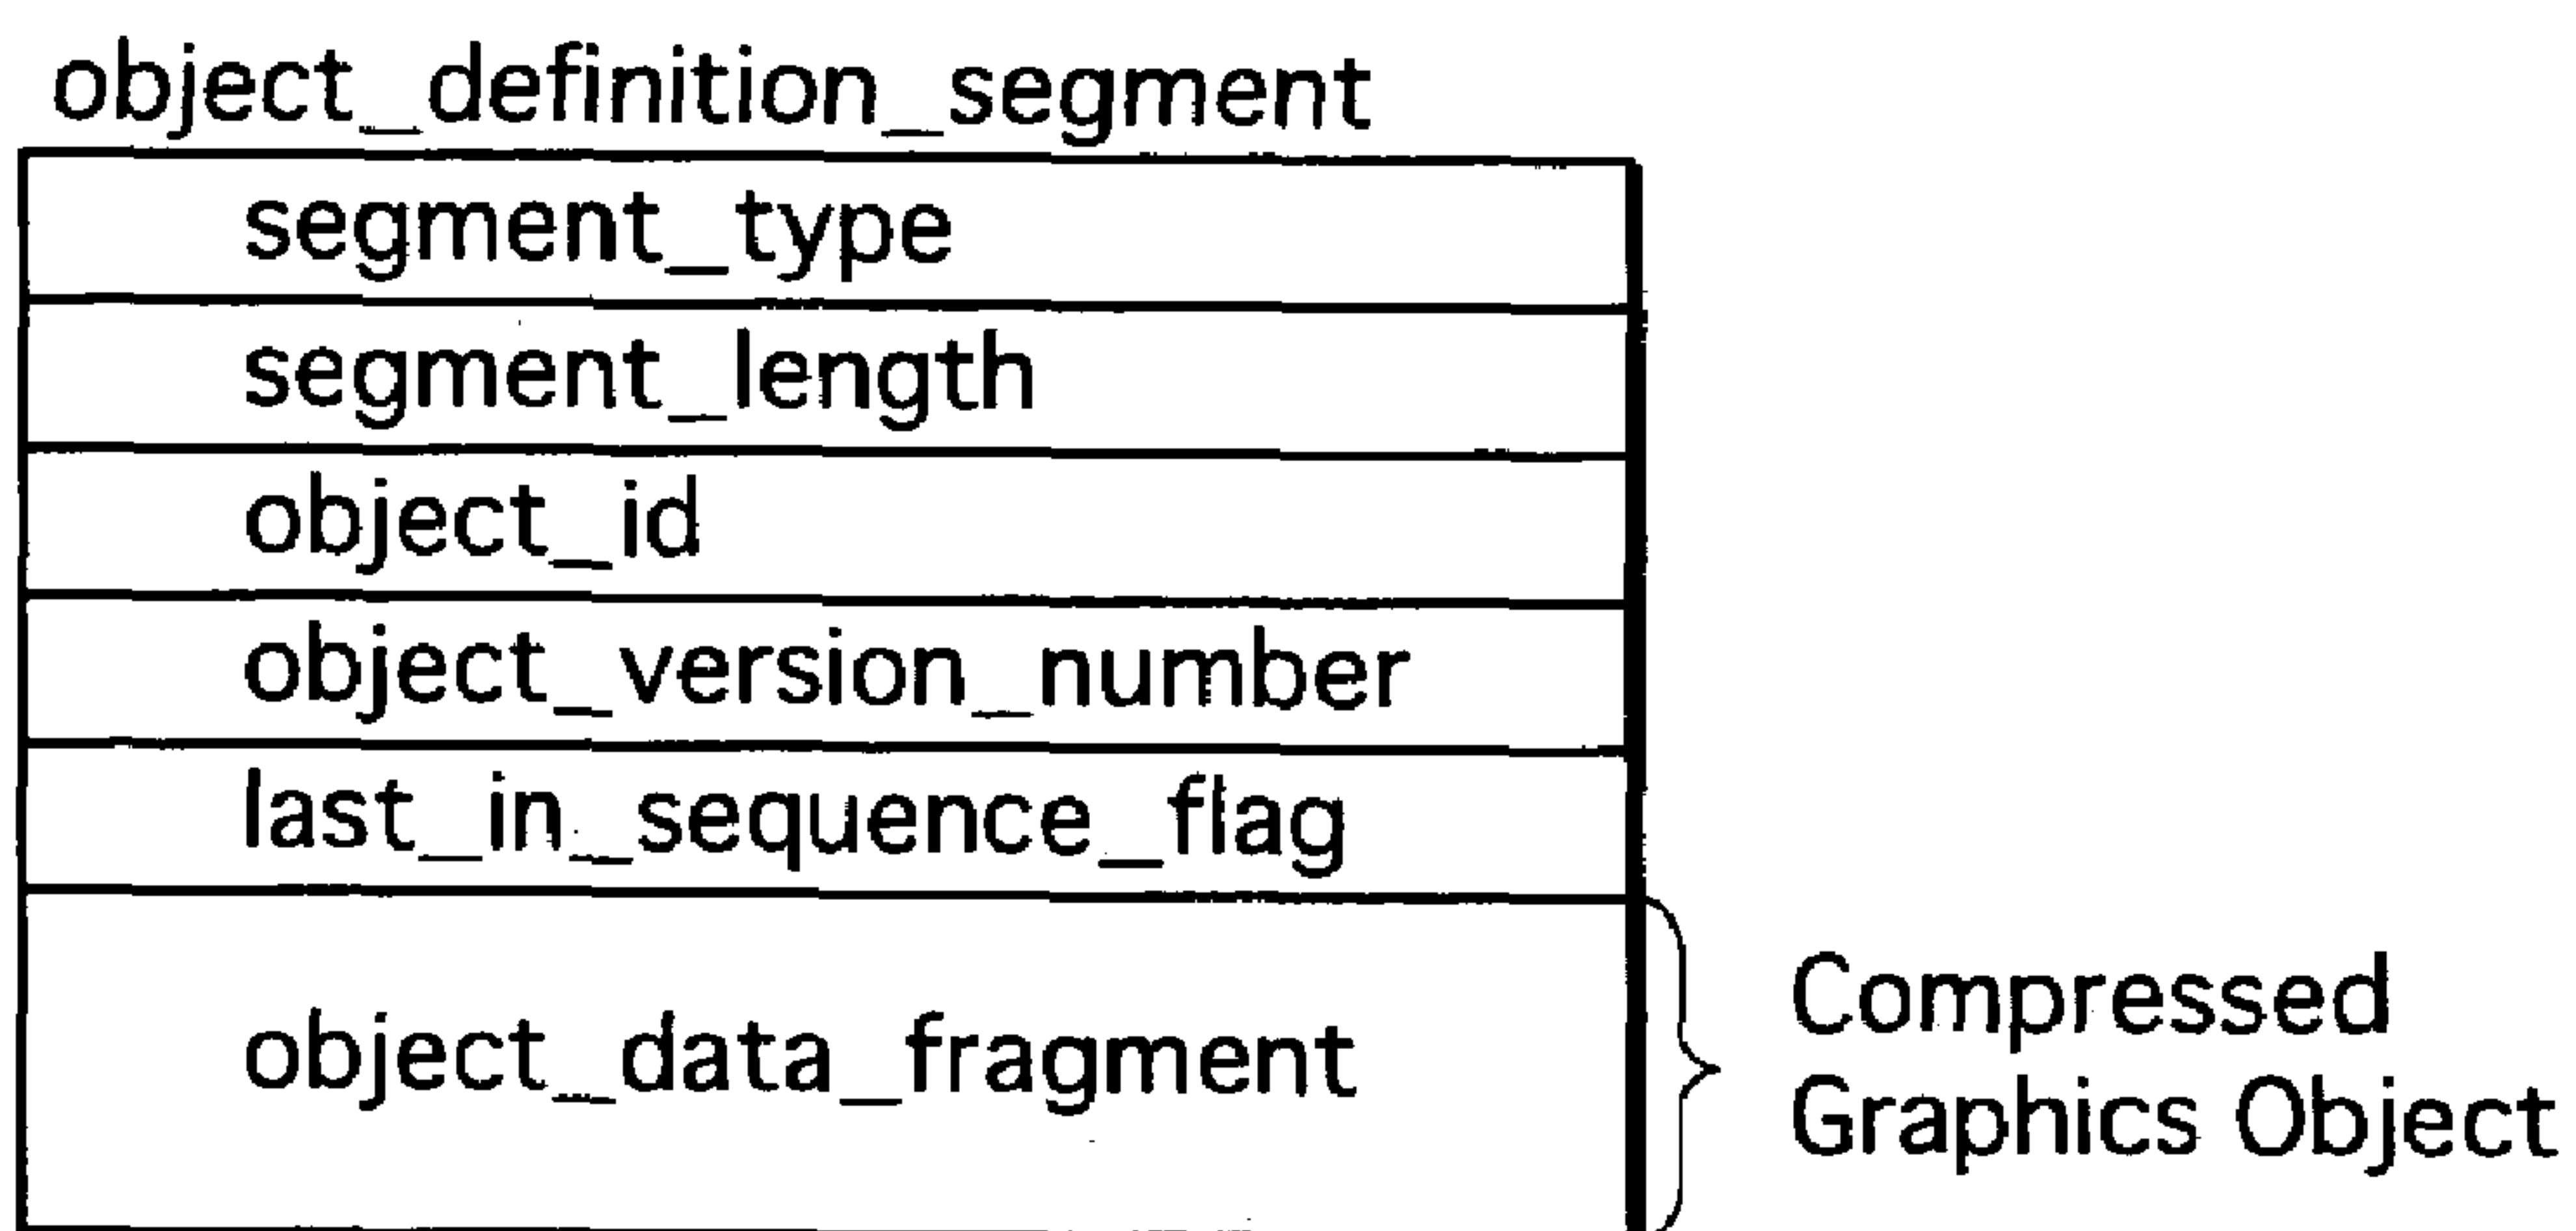 object_definition_segment
segment_type
segment_length
object_id
object_version_number
last_in_sequence_flag
object_data_fragment
Compressed
Graphics Object